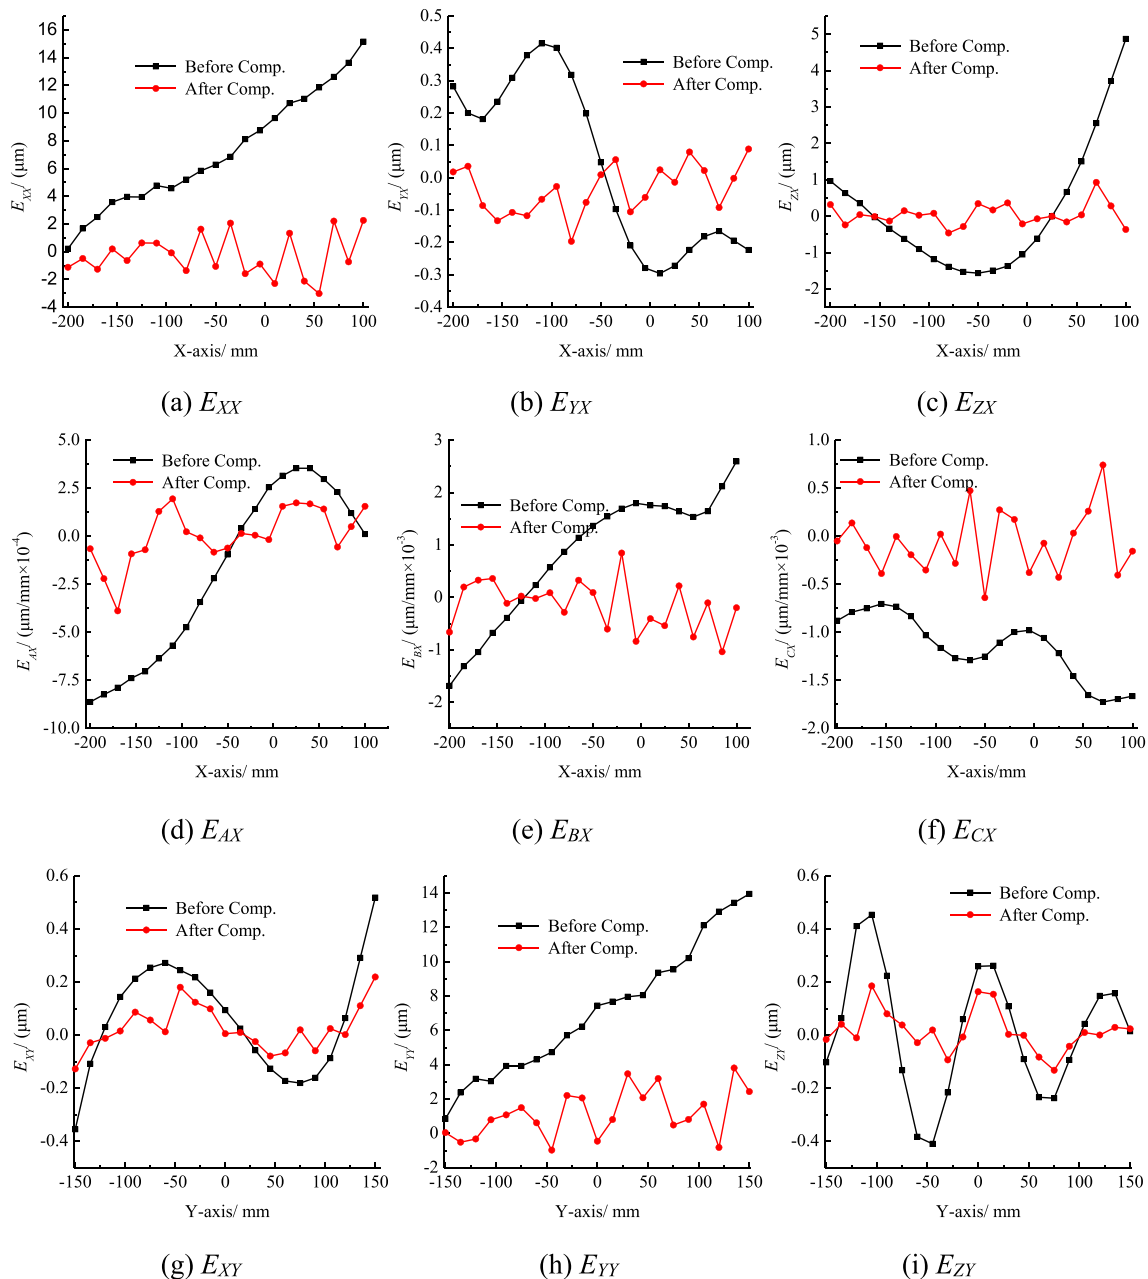 16
14
12
10
8
6
4
2
0
-2
-4
E_XX/ (μm)
Before Comp.
After Comp.
-200 -150 -100 -50 0 50 100
X-axis/ mm
(a) E_XX
0.5
0.4
0.3
0.2
0.1
0.0
-0.1
-0.2
-0.3
0.4
E_YX/ (μm)
Before Comp.
After Comp.
-200 -150 -100 -50 0 50 100
X-axis/ mm
(b) E_YX
5
4
3
2
1
0
-1
-2
E_ZX/ (μm)
Before Comp.
After Comp.
-200 -150 -100 -50 0 50 100
X-axis/ mm
(c) E_ZX
5.0
2.5
0.0
-2.5
-5.0
-7.5
-10.0
E_AX/ (μm/mm×10⁻⁴)
Before Comp.
After Comp.
-200 -150 -100 -50 0 50 100
X-axis/ mm
(d) E_AX
3
2
1
0
-1
-2
E_BX/ (μm/mm×10⁻³)
Before Comp.
After Comp.
-200 -150 -100 -50 0 50 100
X-axis/ mm
(e) E_BX
1.0
0.5
0.0
-0.5
-1.0
-1.5
-2.0
E_CX/ (μm/mm×10⁻³)
Before Comp.
After Comp.
-200 -150 -100 -50 0 50 100
X-axis/mm
(f) E_CX
0.6
0.4
0.2
0.0
-0.2
-0.4
E_XY/ (μm)
Before Comp.
After Comp.
-150 -100 -50 0 50 100 150
Y-axis/ mm
(g) E_XY
14
12
10
8
6
4
12
0
-2
E_YY/ (μm)
Before Comp.
After Comp.
-150 -100 -50 0 50 100 150
Y-axis/ mm
(h) E_YY
0.6
0.4
0.2
0.0
-0.2
-0.4
E_ZY/ (μm)
Before Comp.
After Comp.
-150 -100 -50 0 50 100 150
Y-axis/ mm
(i) E_ZY